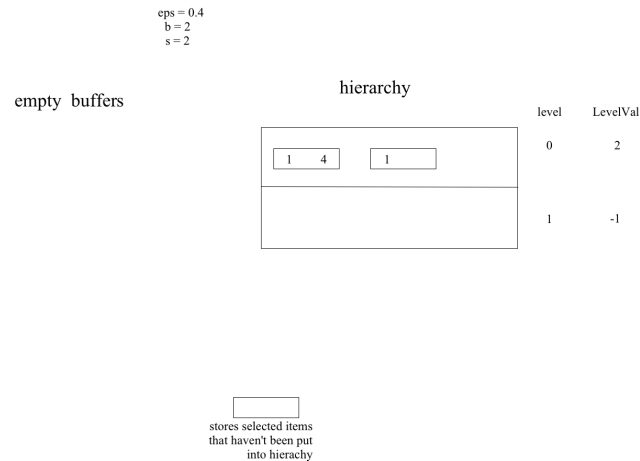 eps = 0.4
b = 2
s = 2
hierarchy
empty buffers
level LevelVal
1 4 1 0 2
1 -1
stores selected items
that haven't been put
into hierachy